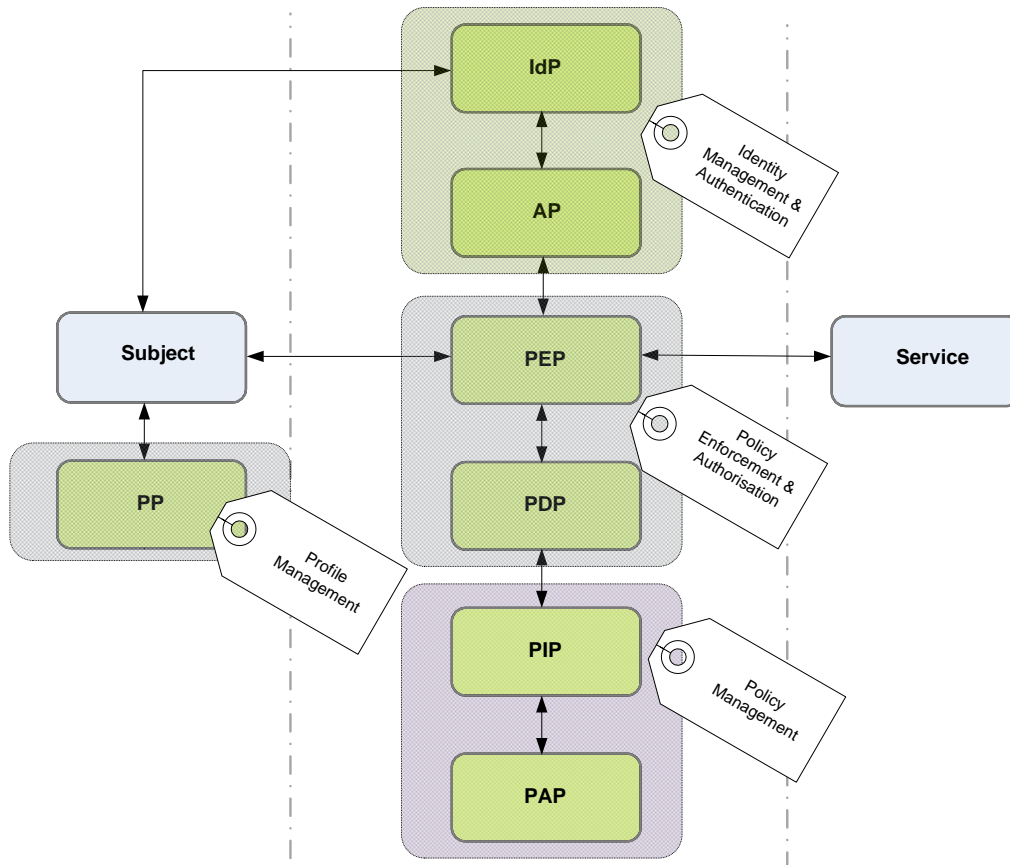 IdP
Identity
Management &
Authentication
AP
Subject
PEP
Service
Policy
Enforcement &
Authorisation
PP
PDP
Profile
Management
PIP
Policy
Management
PAP